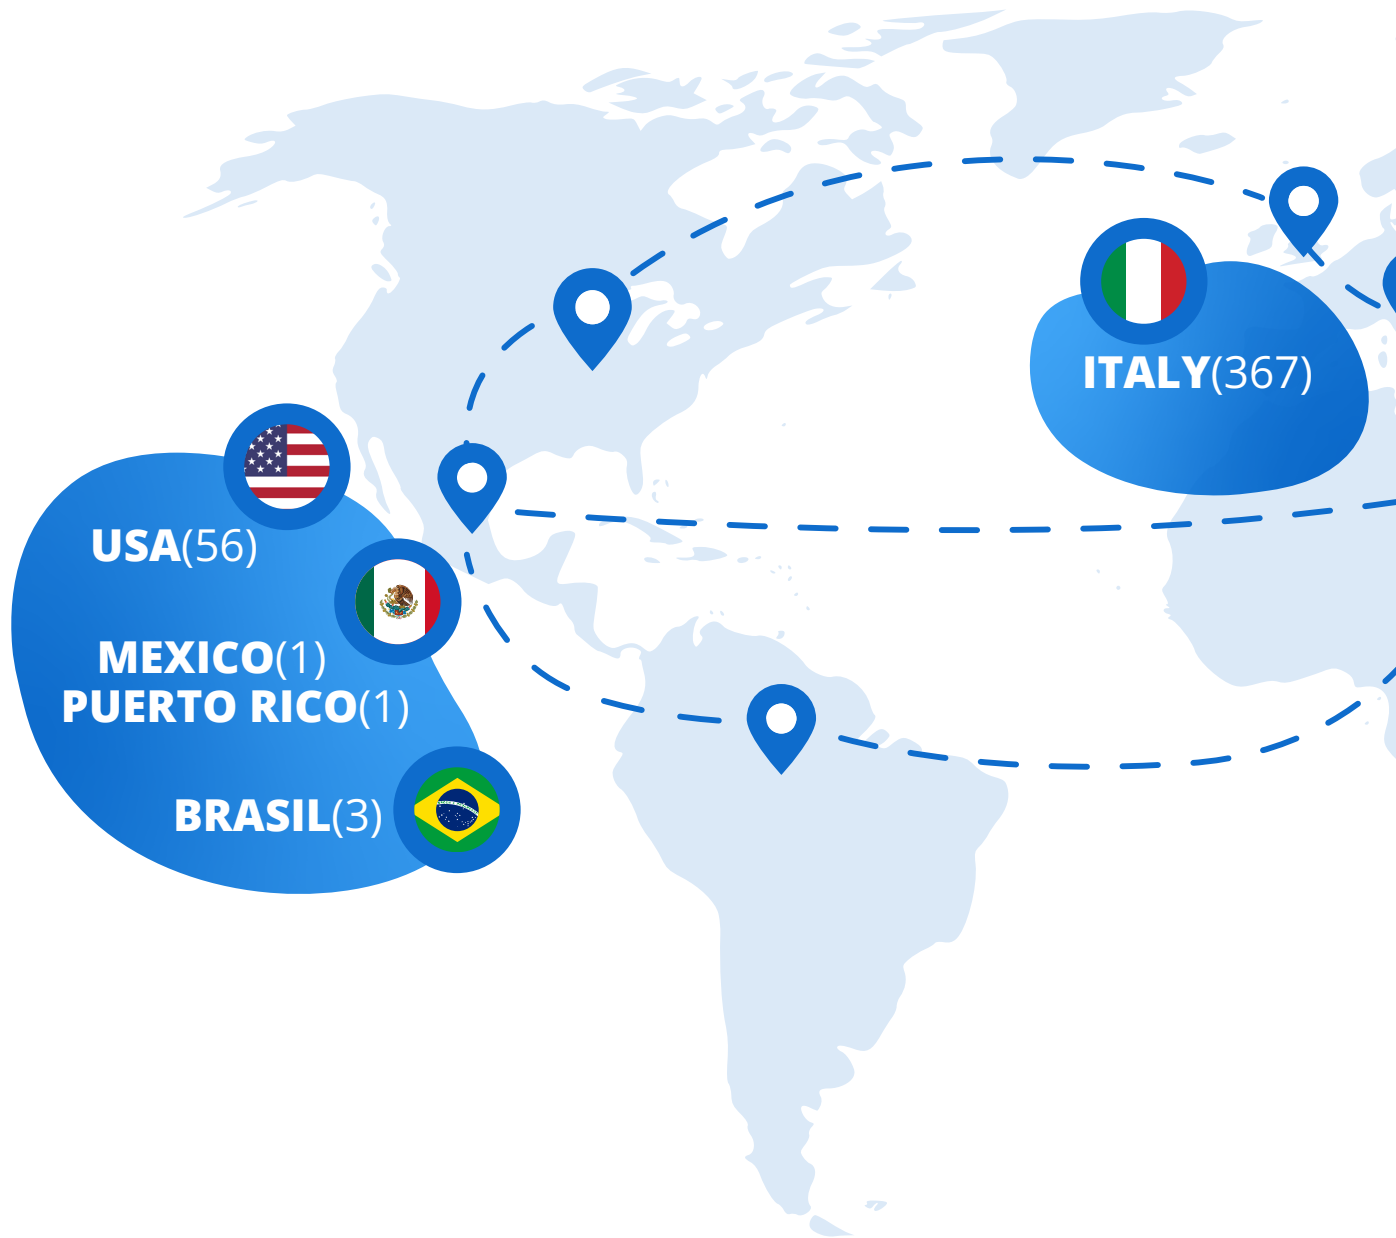 ITALY(367)
USA(56)
MEXICO(1)
PUERTO RICO(1)
BRASIL(3)